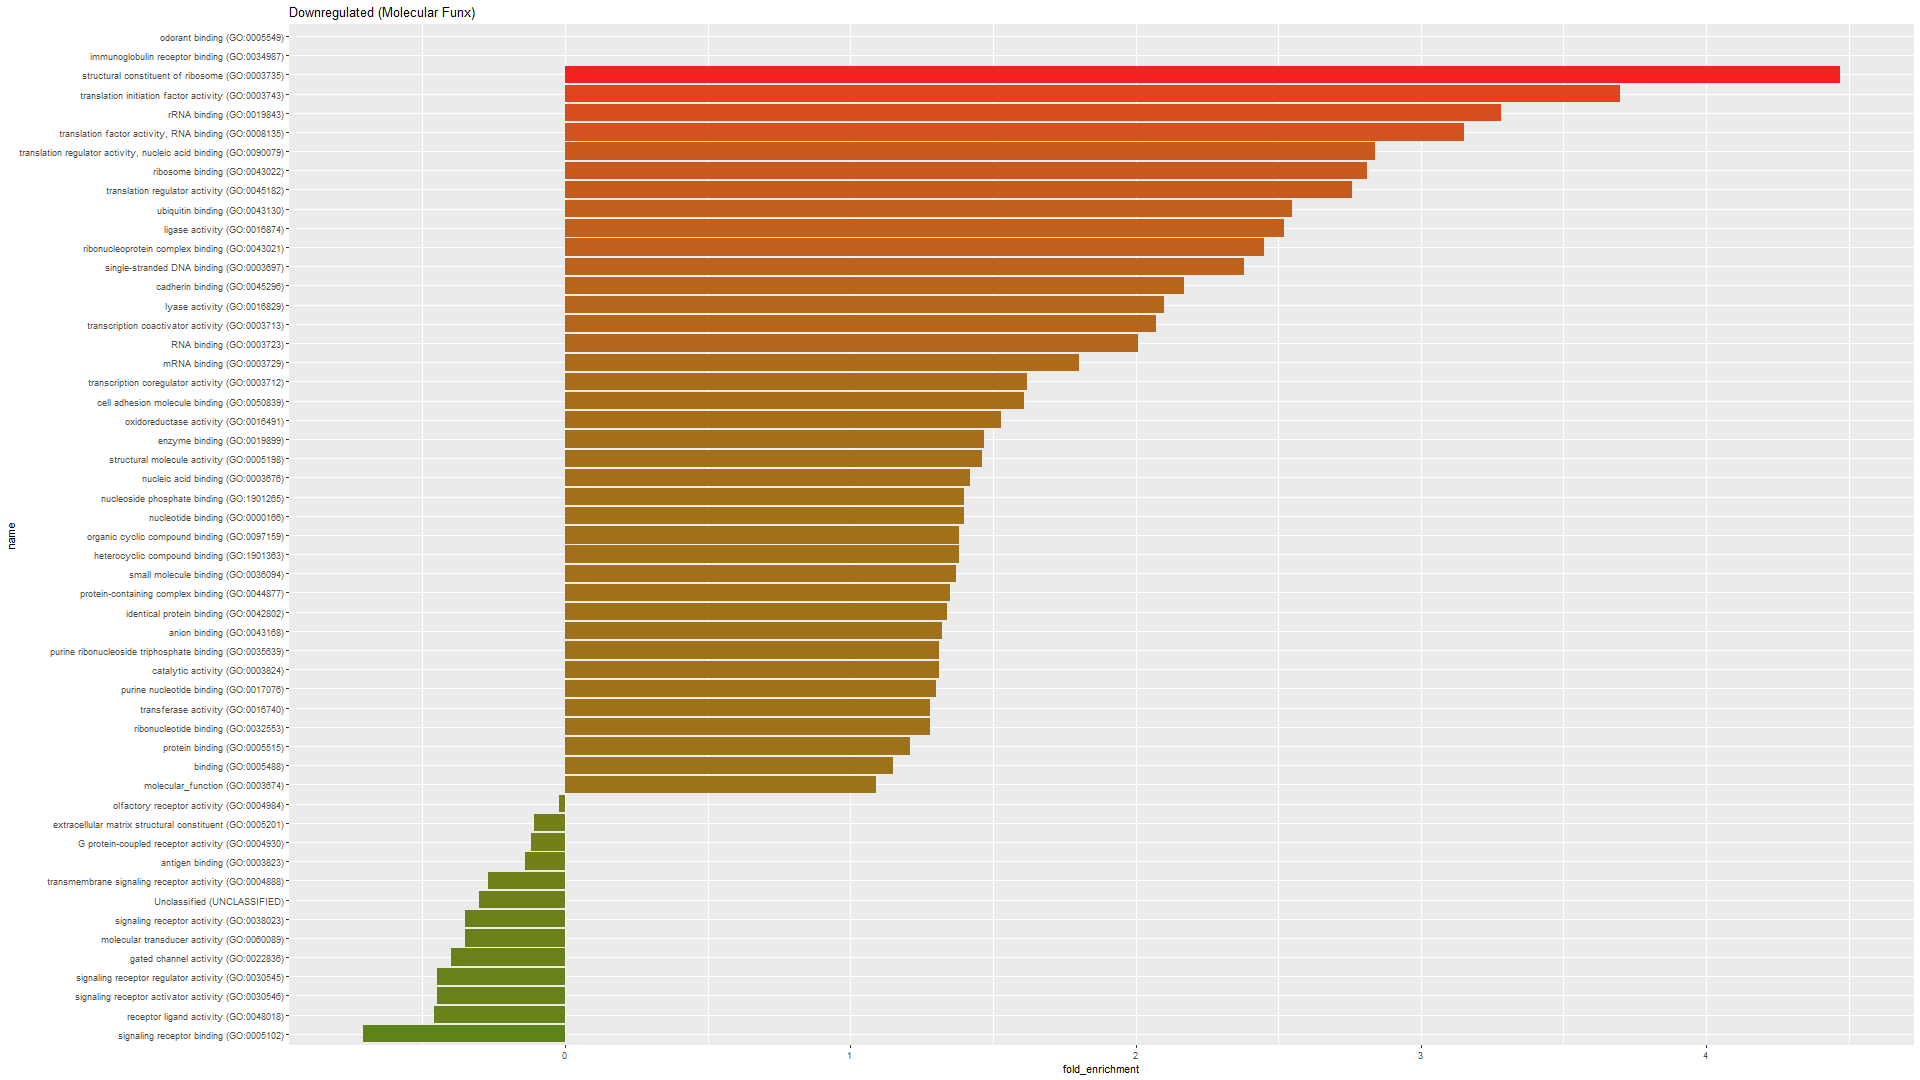 Downregulated (Molecular Funx)
odorant binding (GO:0005549)
immunoglobulin receptor binding (GO:0034987)
structural constituent of ribosome (GO:0003735)
translation initiation factor activity (GO:0003743)
rRNA binding (GO:0019843)
translation factor activity, RNA binding (GO:0008135)
translation regulator activity, nucleic acid binding (GO:0090079)
ribosome binding (GO:0043022)
translation regulator activity (GO:0045182)
ubiquitin binding (GO:0043130)
ligase activity (GO:0016874)
ribonucleoprotein complex binding (GO:0043021)
single-stranded DNA binding (GO:0003697)
cadherin binding (GO:0045296)
lyase activity (GO:0016829)
transcription coactivator activity (GO:0003713)
RNA binding (GO:0003723)
mRNA binding (GO:0003729)
transcription coregulator activity (GO:0003712)
cell adhesion molecule binding (GO:0050839)
oxidoreductase activity (GO:0016491)
enzyme binding (GO:0019899)
structural molecule activity (GO:0005198)
nucleic acid binding (GO:0003676)
nucleoside phosphate binding (GO:1901265)
nucleotide binding (GO:0000166)
organic cyclic compound binding (GO:0097159)
heterocyclic compound binding (GO:1901363)
small molecule binding (GO:0036094)
protein-containing complex binding (GO:0044877)
identical protein binding (GO:0042802)
anion binding (GO:0043168)
purine ribonucleoside triphosphate binding (GO:0035639)
catalytic activity (GO:0003824)
purine nucleotide binding (GO:0017076)
transferase activity (GO:0016740)
ribonucleotide binding (GO:0032553)
protein binding (GO:0005515)
binding (GO:0005488)
molecular_function (GO:0003674)
olfactory receptor activity (GO:0004984)
extracellular matrix structural constituent (GO:0005201)
G protein-coupled receptor activity (GO:0004930)
antigen binding (GO:0003823)
transmembrane signaling receptor activity (GO:0004888)
Unclassified (UNCLASSIFIED)
signaling receptor activity (GO:0038023)
molecular transducer activity (GO:0060089)
gated channel activity (GO:0022836)
signaling receptor regulator activity (GO:0030545)
signaling receptor activator activity (GO:0030546)
receptor ligand activity (GO:0048018)
signaling receptor binding (GO:0005102)
name
0 1 2 3 4
fold_enrichment